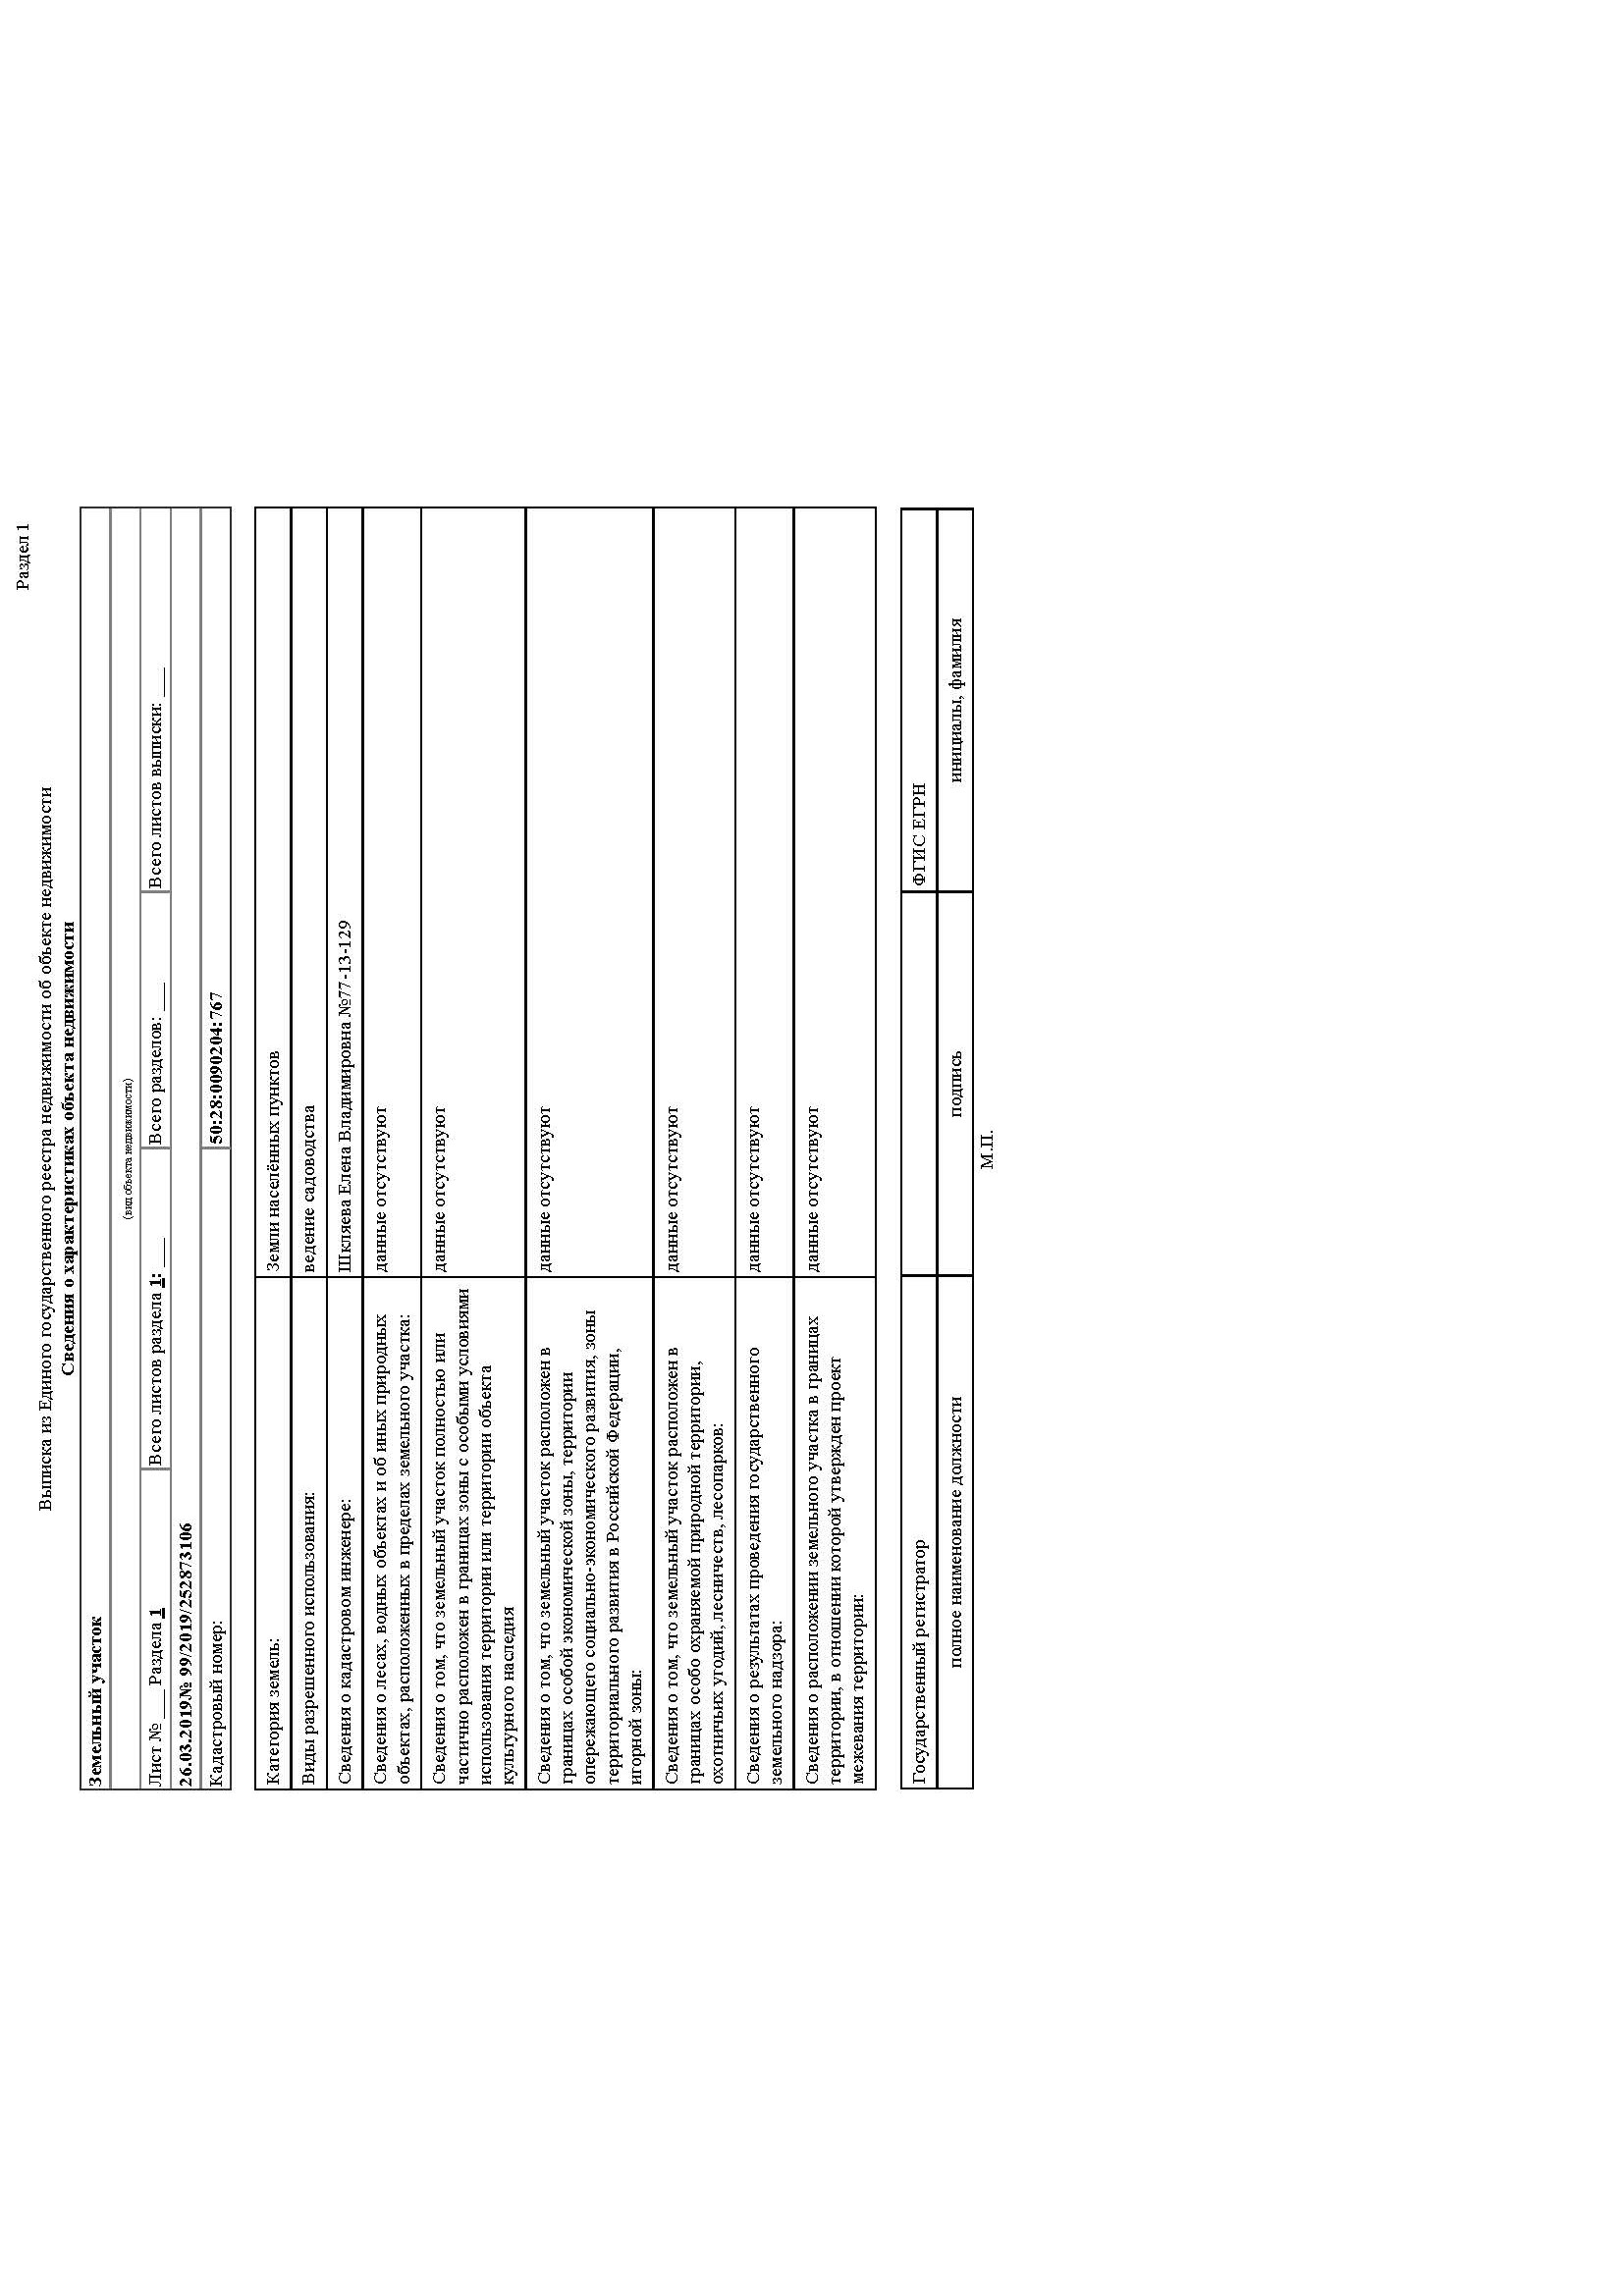 Раздел 1
Выписка из Единого государственного реестра недвижимости об объекте недвижимости
Сведения о характеристиках объекта недвижимости
Земельный участок
(вид объекта недвижимости)
Лист № ___ Раздела 1 Всего листов раздела 1: ___ Всего разделов: ___ Всего листов выписки: ___
26.03.2019№ 99/2019/252873106
Кадастровый номер: 50:28:0090204:767
Категория земель: Земли населённых пунктов
Виды разрешенного использования: ведение садоводства
Сведения о кадастровом инженере: Шкляева Елена Владимировна №77-13-129
Сведения о лесах, водных объектах и об иных природных данные отсутствуют
объектах, расположенных в пределах земельного участка:
Сведения о том, что земельный участок полностью или данные отсутствуют
частично расположен в границах зоны с особыми условиями
использования территории или территории объекта
культурного наследия
Сведения о том, что земельный участок расположен в данные отсутствуют
границах особой экономической зоны, территории
опережающего социально-экономического развития, зоны
территориального развития в Российской Федерации,
игорной зоны:
Сведения о том, что земельный участок расположен в данные отсутствуют
границах особо охраняемой природной территории,
охотничьих угодий, лесничеств, лесопарков:
Сведения о результатах проведения государственного данные отсутствуют
земельного надзора:
Сведения о расположении земельного участка в границах данные отсутствуют
территории, в отношении которой утвержден проект
межевания территории:
Государственный регистратор ФГИС ЕГРН
полное наименование должности подпись инициалы, фамилия
М.П.